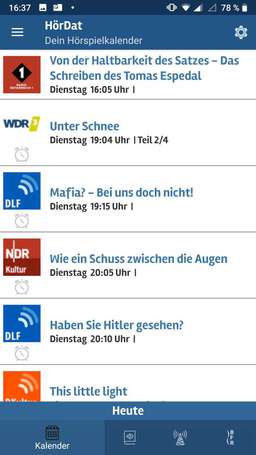 16:37
78 %
HörDat
Dein Hörspielkalender
Von der Haltbarkeit des Satzes – Das
Schreiben des Tomas Espedal
Dienstag 16:05 Uhr |
1
WDR 3
Unter Schnee
Dienstag 19:04 Uhr | Teil 2/4
Mafia? – Bei uns doch nicht!
Dienstag 19:15 Uhr |
DLF
NDR
Kultur
Wie ein Schuss zwischen die Augen
Dienstag 20:05 Uhr |
Haben Sie Hitler gesehen?
Dienstag 20:10 Uhr |
DLF
This little light
DKultur
Heute
Kalender